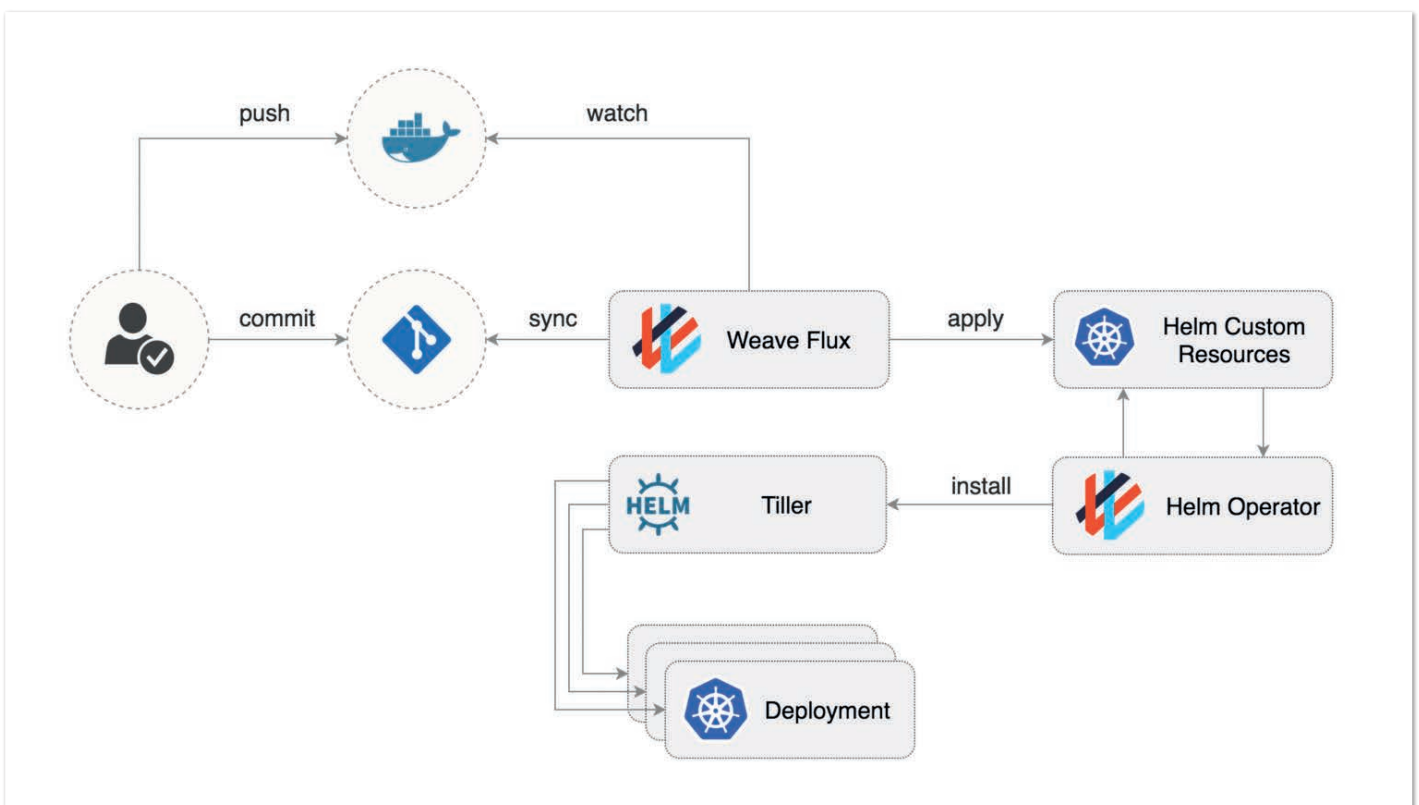 push
watch
commit
sync
Weave Flux
apply
Helm Custom
Resources
HELM
Tiller
install
Helm Operator
Deployment